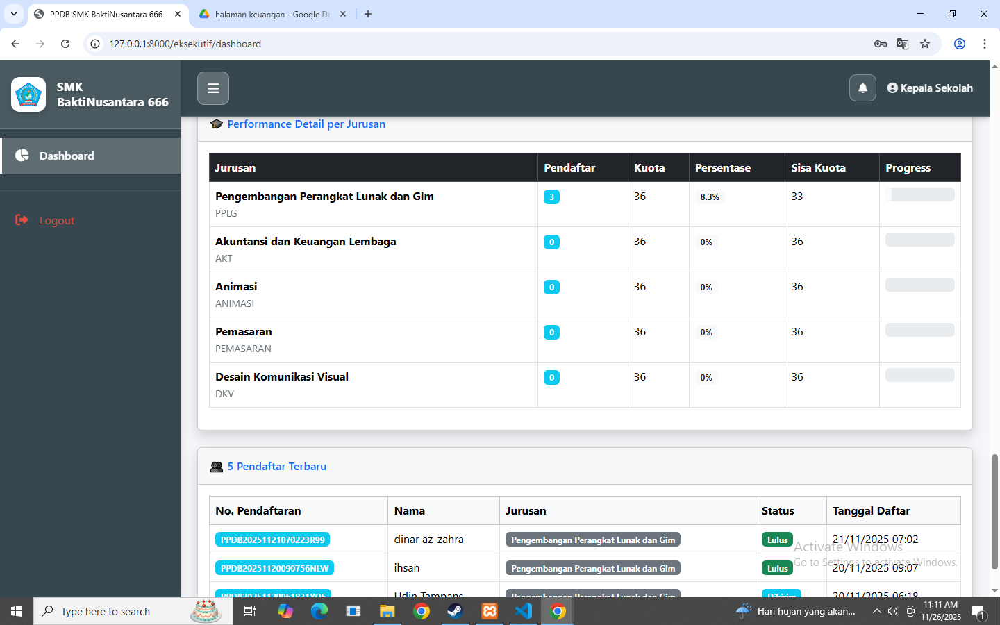 PPDB SMK BaktiNusantara 666
halaman keuangan - Google Dr
127.0.0.1:8000/eksekutif/dashboard
SMK
BaktiNusantara 666
Kepala Sekolah
Dashboard
Logout
Performance Detail per Jurusan
Jurusan Pendaftar Kuota Persentase Sisa Kuota Progress
Pengembangan Perangkat Lunak dan Gim 3 36 8.3% 33
PPLG
Akuntansi dan Keuangan Lembaga 0 36 0% 36
AKT
Animasi 0 36 0% 36
ANIMASI
Pemasaran 0 36 0% 36
PEMASARAN
Desain Komunikasi Visual 0 36 0% 36
DKV
5 Pendaftar Terbaru
No. Pendaftaran Nama Jurusan Status Tanggal Daftar
PPDB20251121070223R99 dinar az-zahra Pengembangan Perangkat Lunak dan Gim Lulus 21/11/2025 07:02
PPDB20251120090756NLW ihsan Pengembangan Perangkat Lunak dan Gim Lulus 20/11/2025 09:07
Udin Tampans Pengembangan Perangkat Lunak dan Gim Dikirim 20/11/2025 06:18
Activate Windows
Go to Settings to activate Windows.
Type here to search
Hari hujan yang akan...
11:11 AM
11/26/2025
1